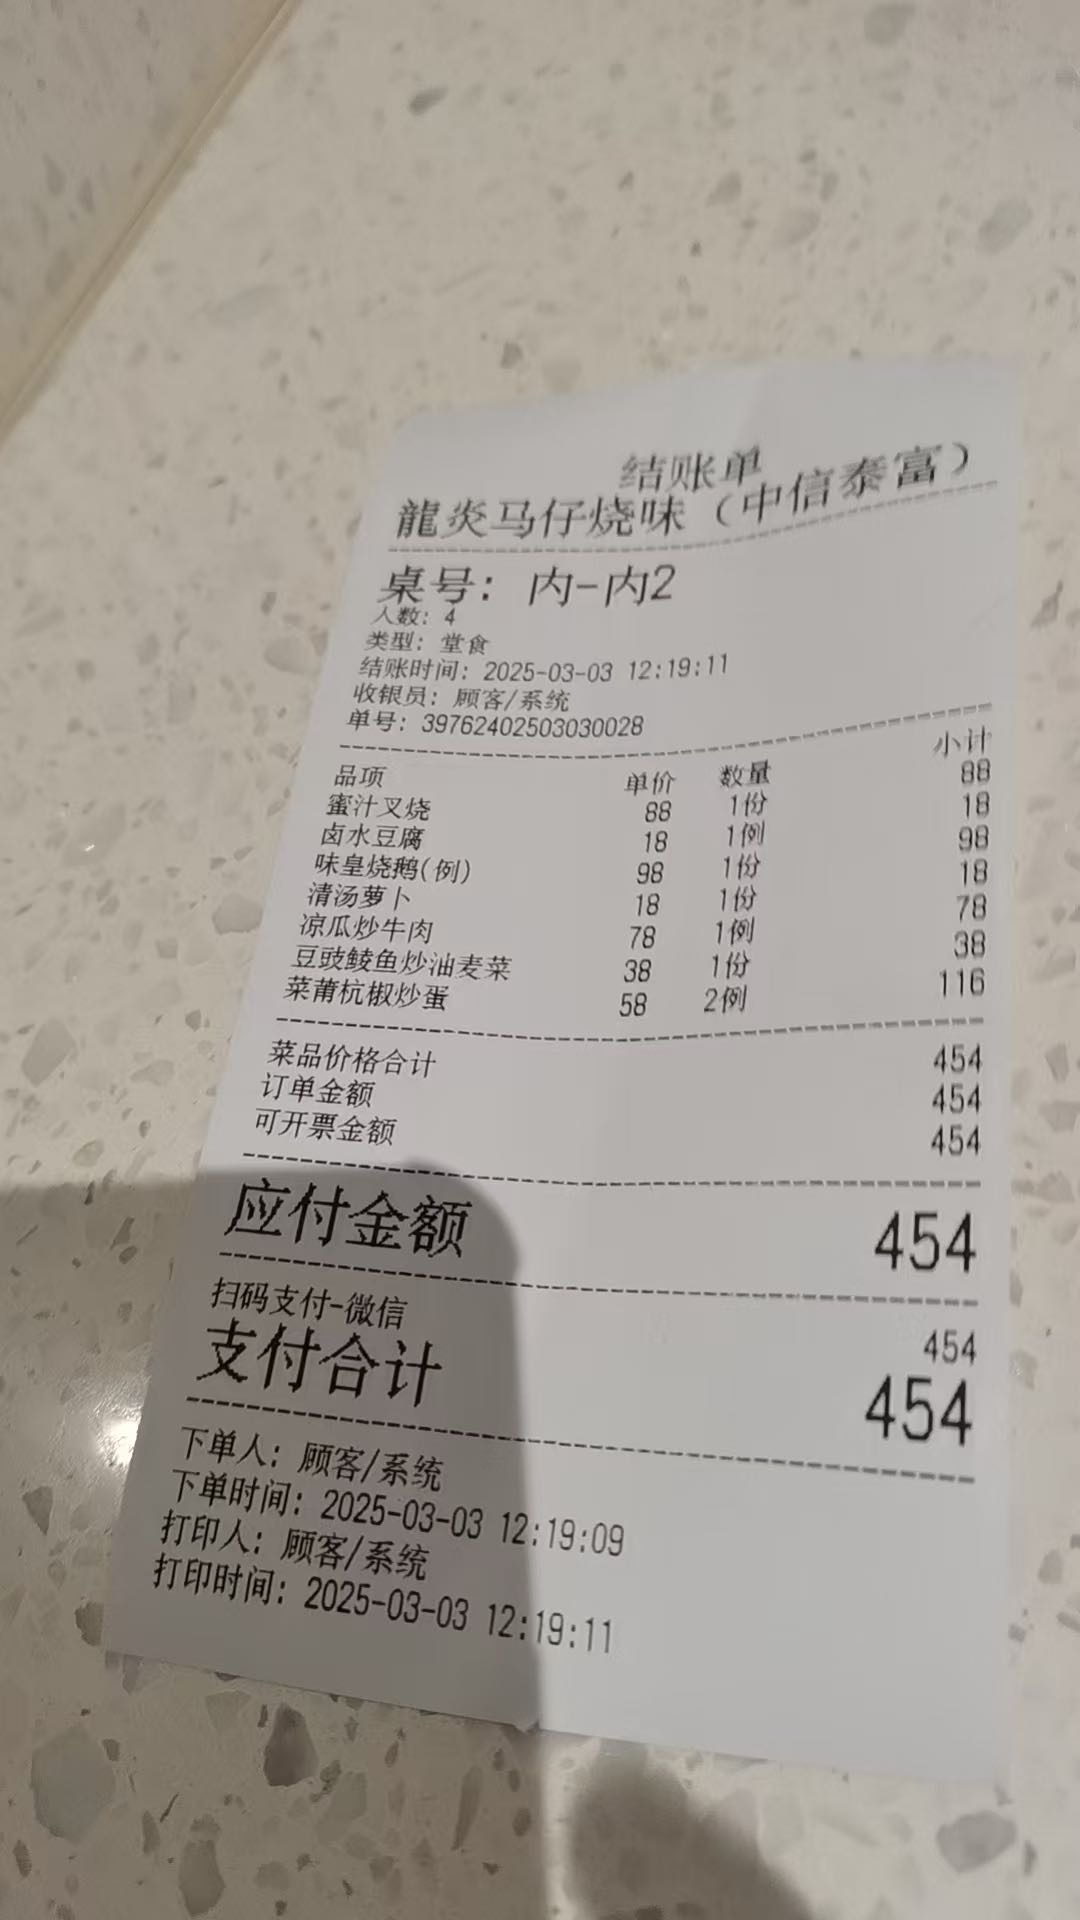 结账单
龍炎马仔烧味（中信泰富）
桌号：内-内2
人数：4
类型：堂食
结账时间：2025-03-03 12:19:11
收银员：顾客/系统
单号：39762402503030028
品项 单价 数量 小计
蜜汁叉烧 88 1份 88
卤水豆腐 18 1例 18
味皇烧鹅(例) 98 1份 98
清汤萝卜 18 1份 18
凉瓜炒牛肉 78 1例 78
豆豉鲮鱼炒油麦菜 38 1份 38
菜莆杭椒炒蛋 58 2例 116
菜品价格合计 454
订单金额 454
可开票金额 454
应付金额 454
扫码支付-微信 454
支付合计 454
下单人：顾客/系统
下单时间：2025-03-03 12:19:09
打印人：顾客/系统
打印时间：2025-03-03 12:19:11